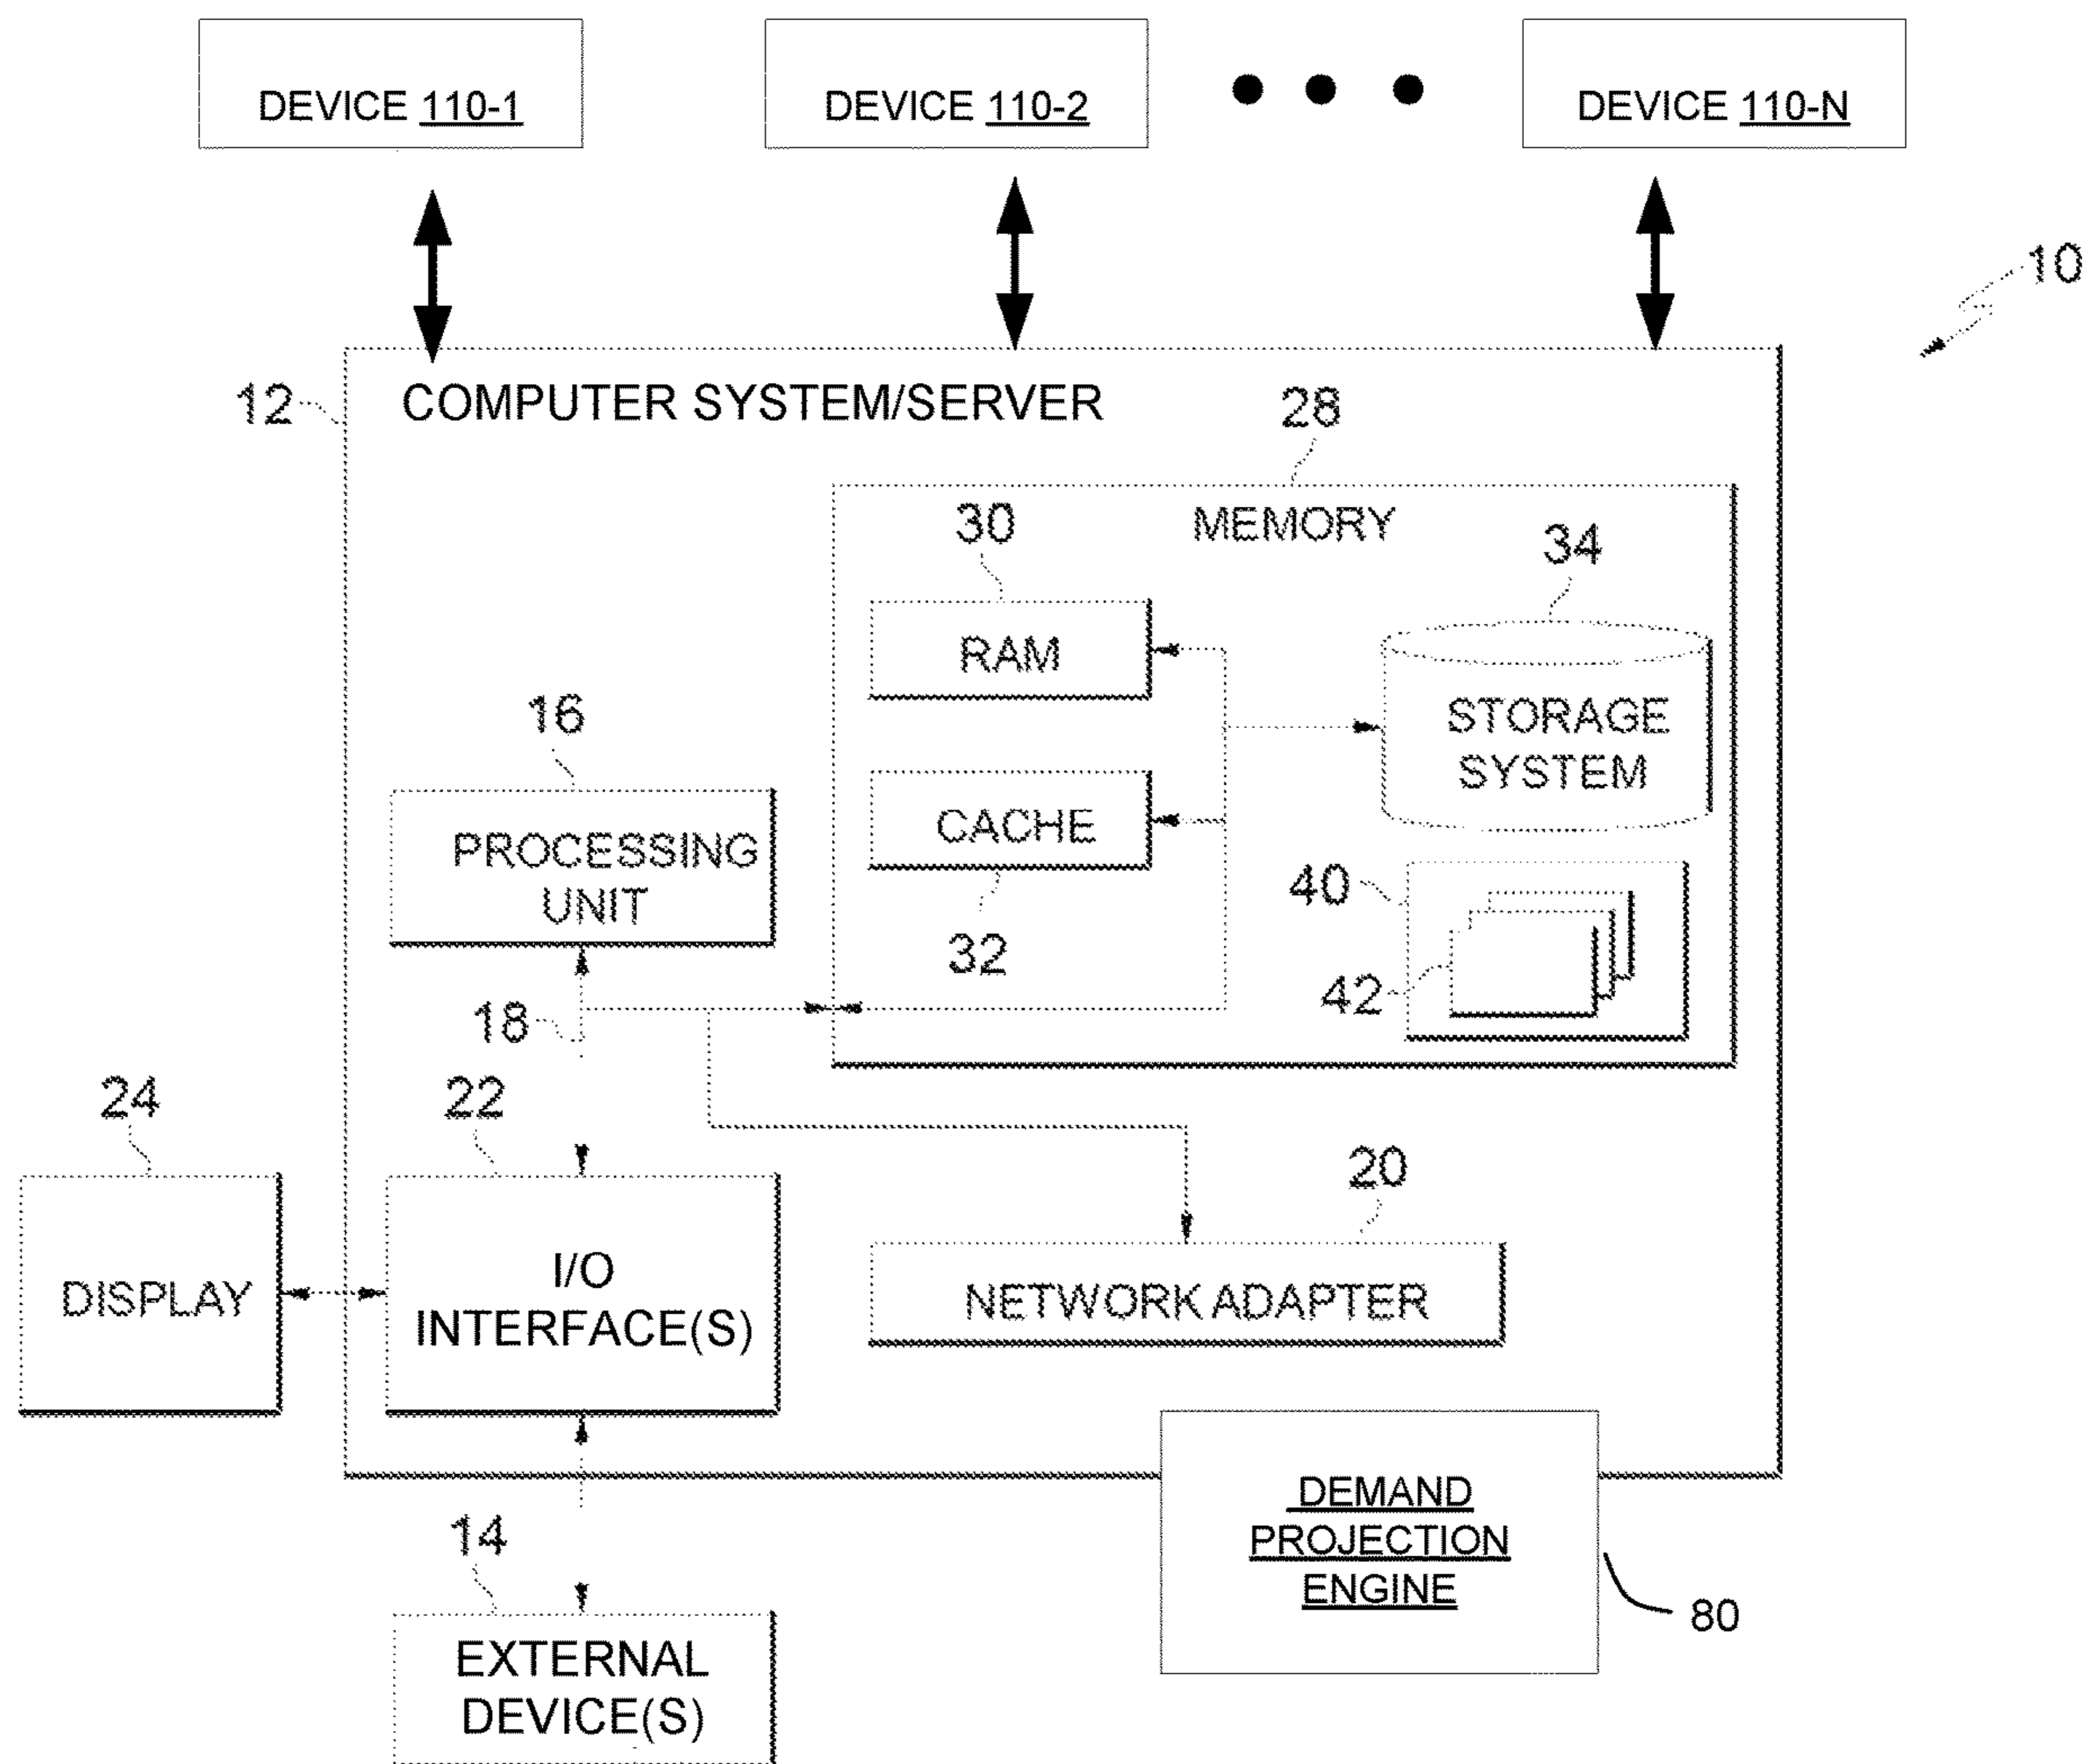 DEVICE 110-1
DEVICE 110-2
DEVICE 110-N
10
12
COMPUTER SYSTEM/SERVER
28
MEMORY
30
34
RAM
STORAGE
SYSTEM
16
CACHE
PROCESSING
UNIT
40
32
42
18
24
22
20
DISPLAY
I/O
INTERFACE(S)
NETWORK ADAPTER
DEMAND
PROJECTION
ENGINE
14
80
EXTERNAL
DEVICE(S)